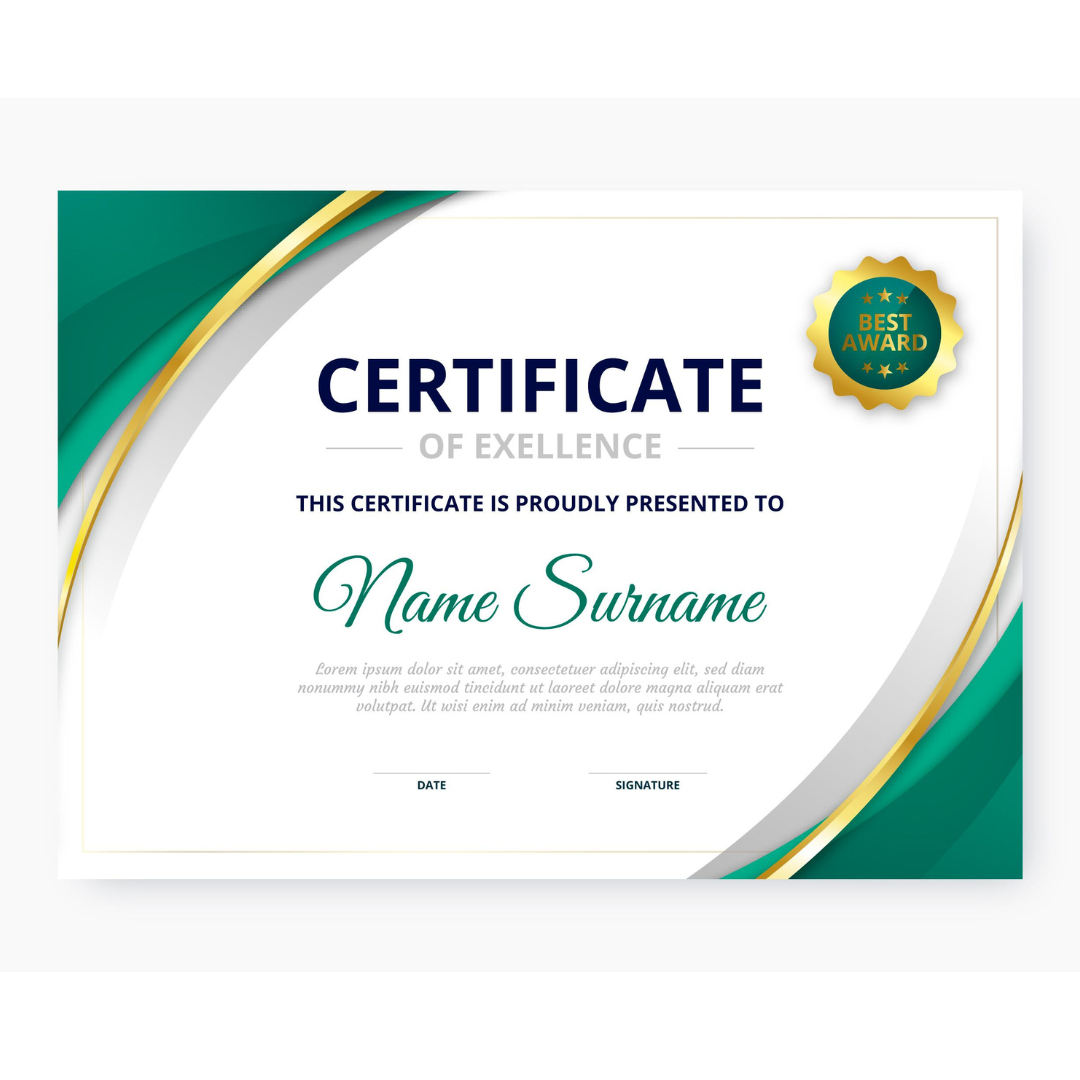 BEST
AWARD
CERTIFICATE
OF EXELLENCE
THIS CERTIFICATE IS PROUDLY PRESENTED TO
Name Surname
Lorem ipsum dolor sit amet, consectetuer adipiscing elit, sed diam
nonummy nibh euismod tincidunt ut laoreet dolore magna aliquam erat
volutpat. Ut wisi enim ad minim veniam, quis nostrud.
DATE
SIGNATURE